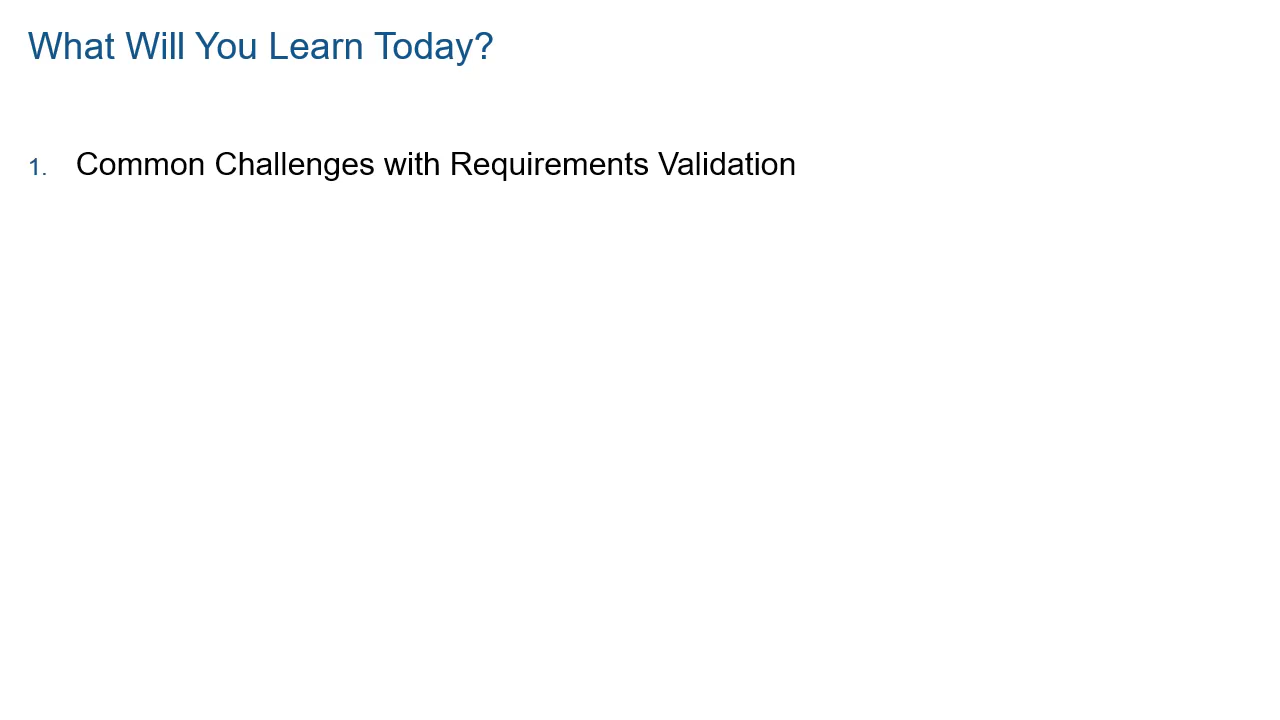 What Will You Learn Today?
1. Common Challenges with Requirements Validation